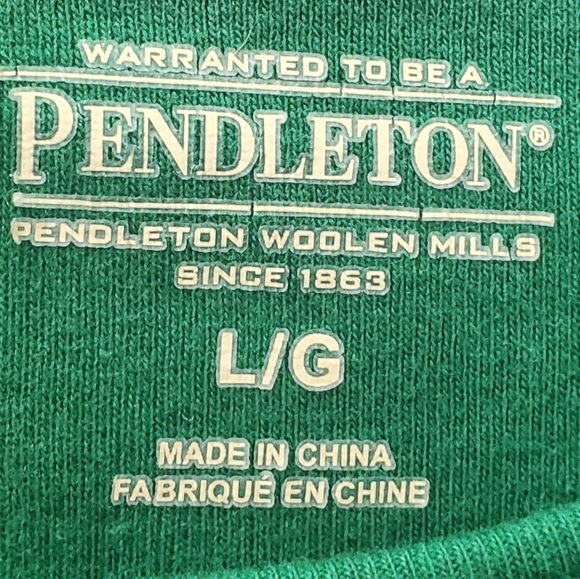 WARRANTED TO BE A
PENDLETON®
PENDLETON WOOLEN MILLS
SINCE 1863
L/G
MADE IN CHINA
FABRIQUÉ EN CHINE